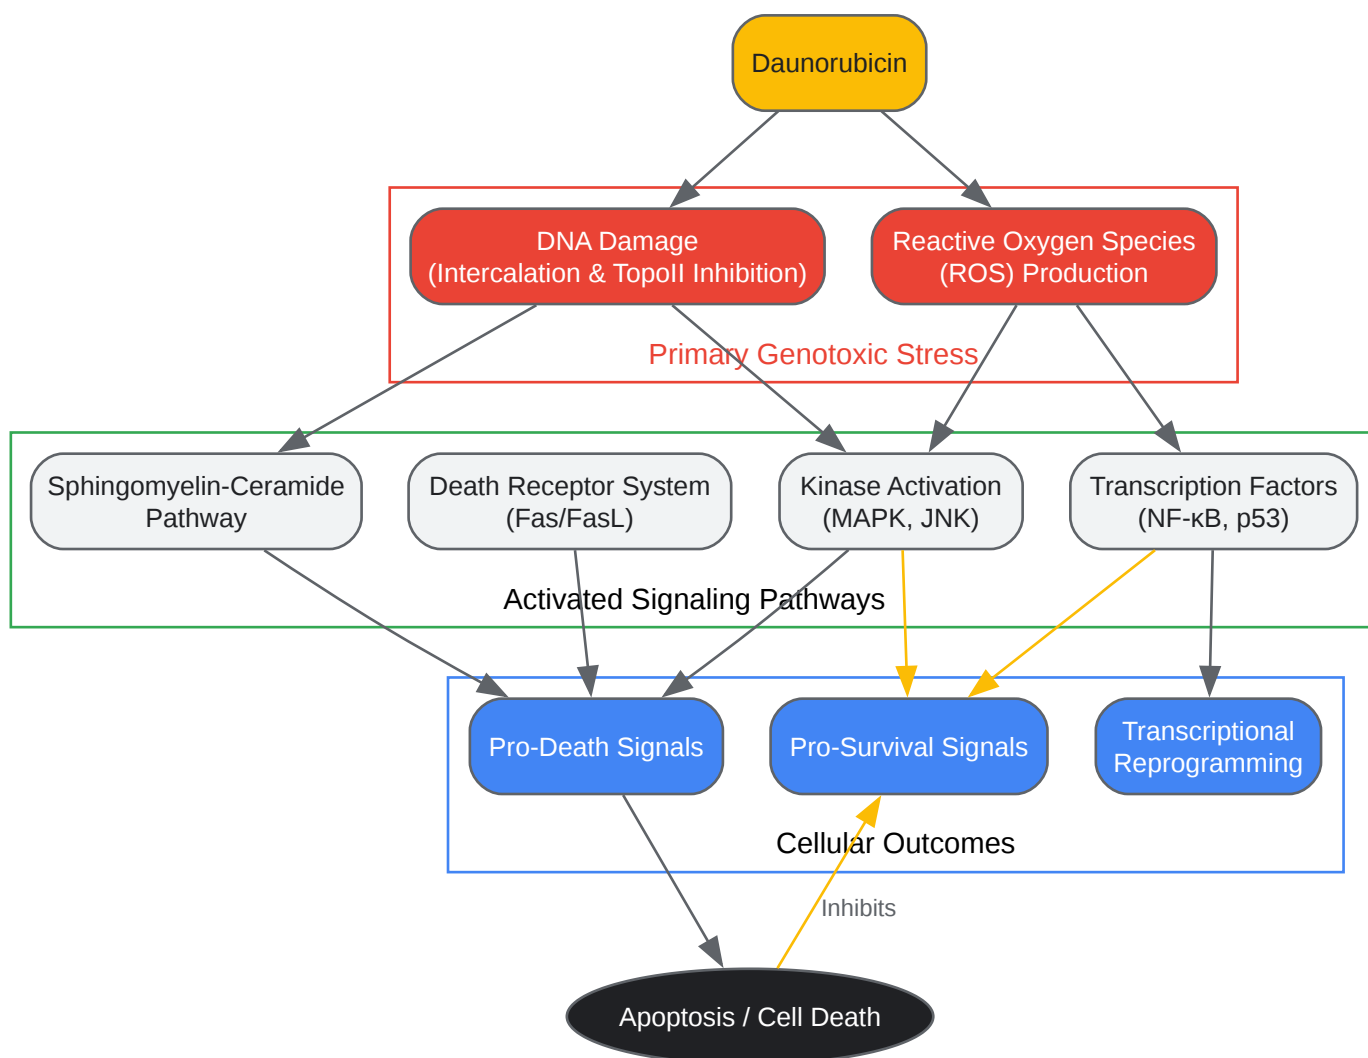 Daunorubicin
DNA Damage
(Intercalation & TopoII Inhibition)
Reactive Oxygen Species
(ROS) Production
Primary Genotoxic Stress
Sphingomyelin-Ceramide
Pathway
Death Receptor System
(Fas/FasL)
Kinase Activation
(MAPK, JNK)
Transcription Factors
(NF-κB, p53)
Activated Signaling Pathways
Pro-Death Signals
Pro-Survival Signals
Transcriptional
Reprogramming
Cellular Outcomes
Inhibits
Apoptosis / Cell Death